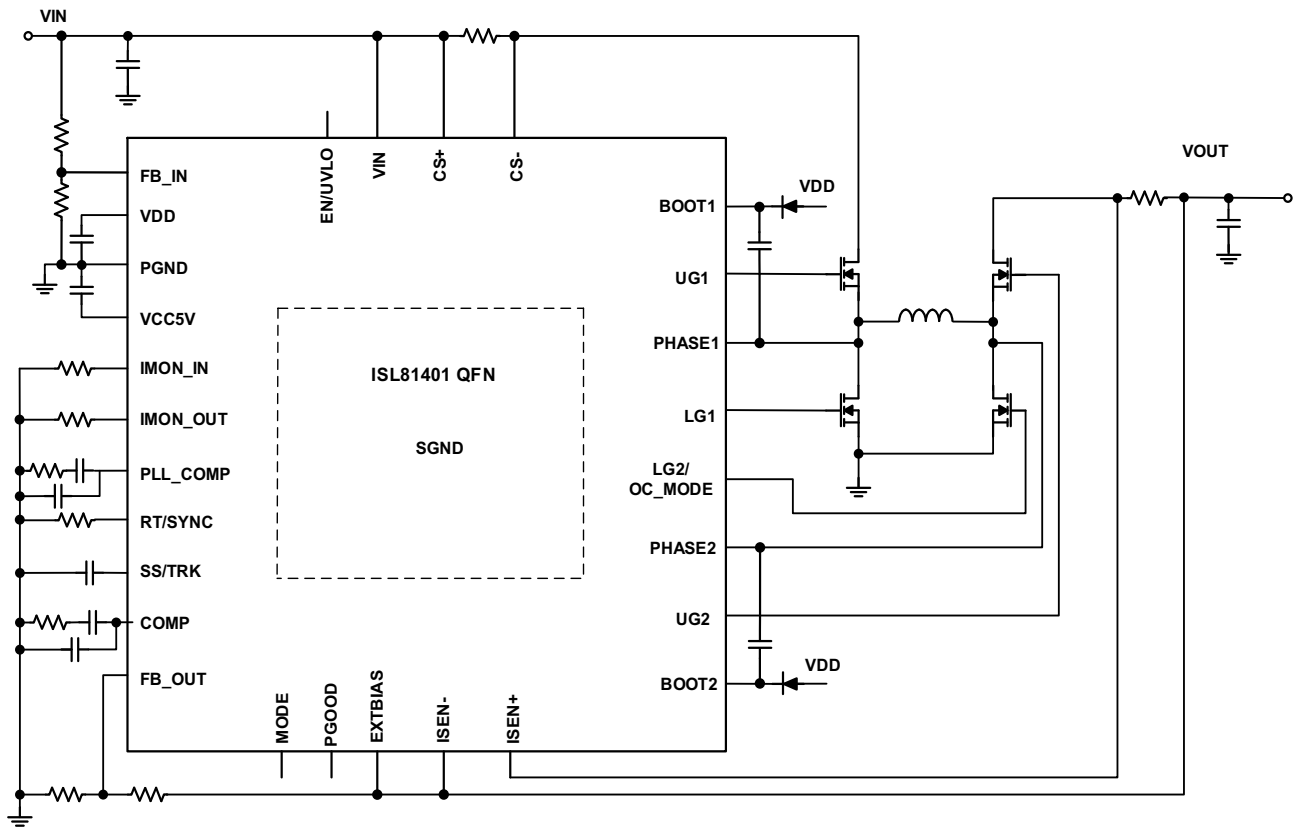 VIN
VOUT
EN/UVLO
VIN
CS+
CS-
FB_IN
VDD
PGND
VCC5V
IMON_IN
IMON_OUT
PLL_COMP
RT/SYNC
SS/TRK
COMP
FB_OUT
ISL81401 QFN
SGND
BOOT1
VDD
UG1
PHASE1
LG1
LG2/
OC_MODE
PHASE2
UG2
BOOT2
VDD
MODE
PGOOD
EXTBIAS
ISEN-
ISEN+